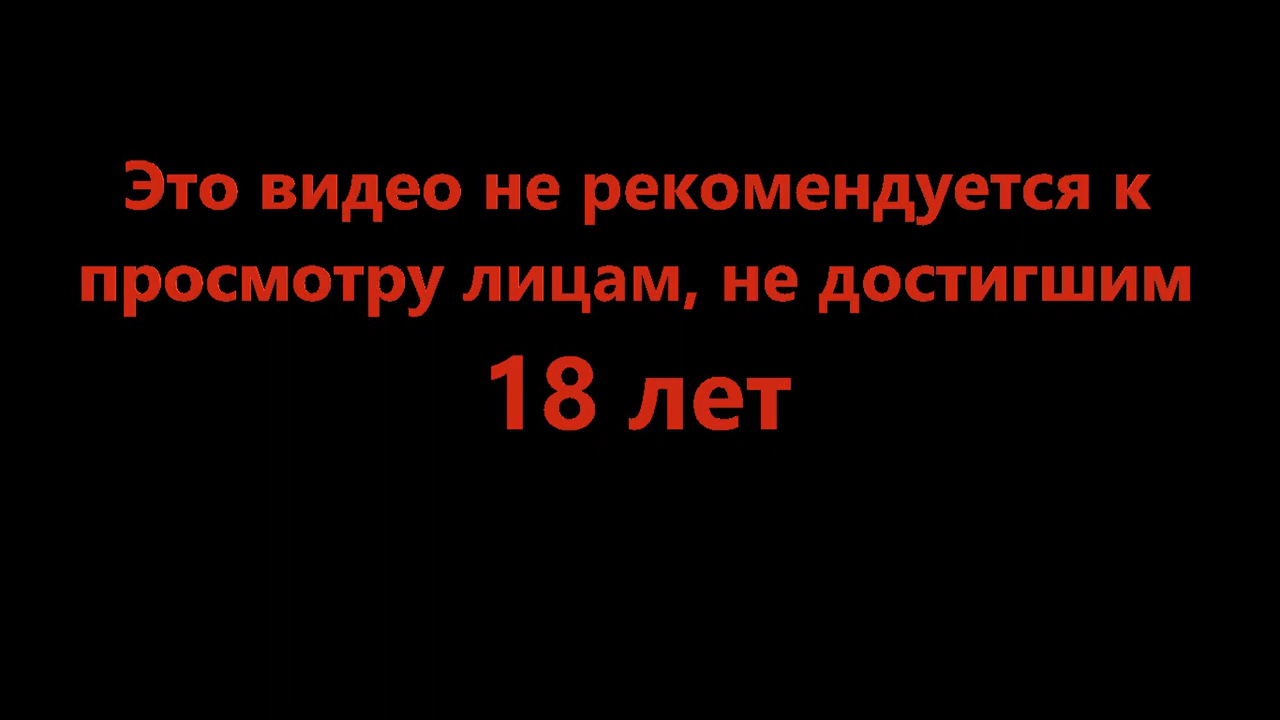 Это видео не рекомендуется к
просмотру лицам, не достигшим
18 лет